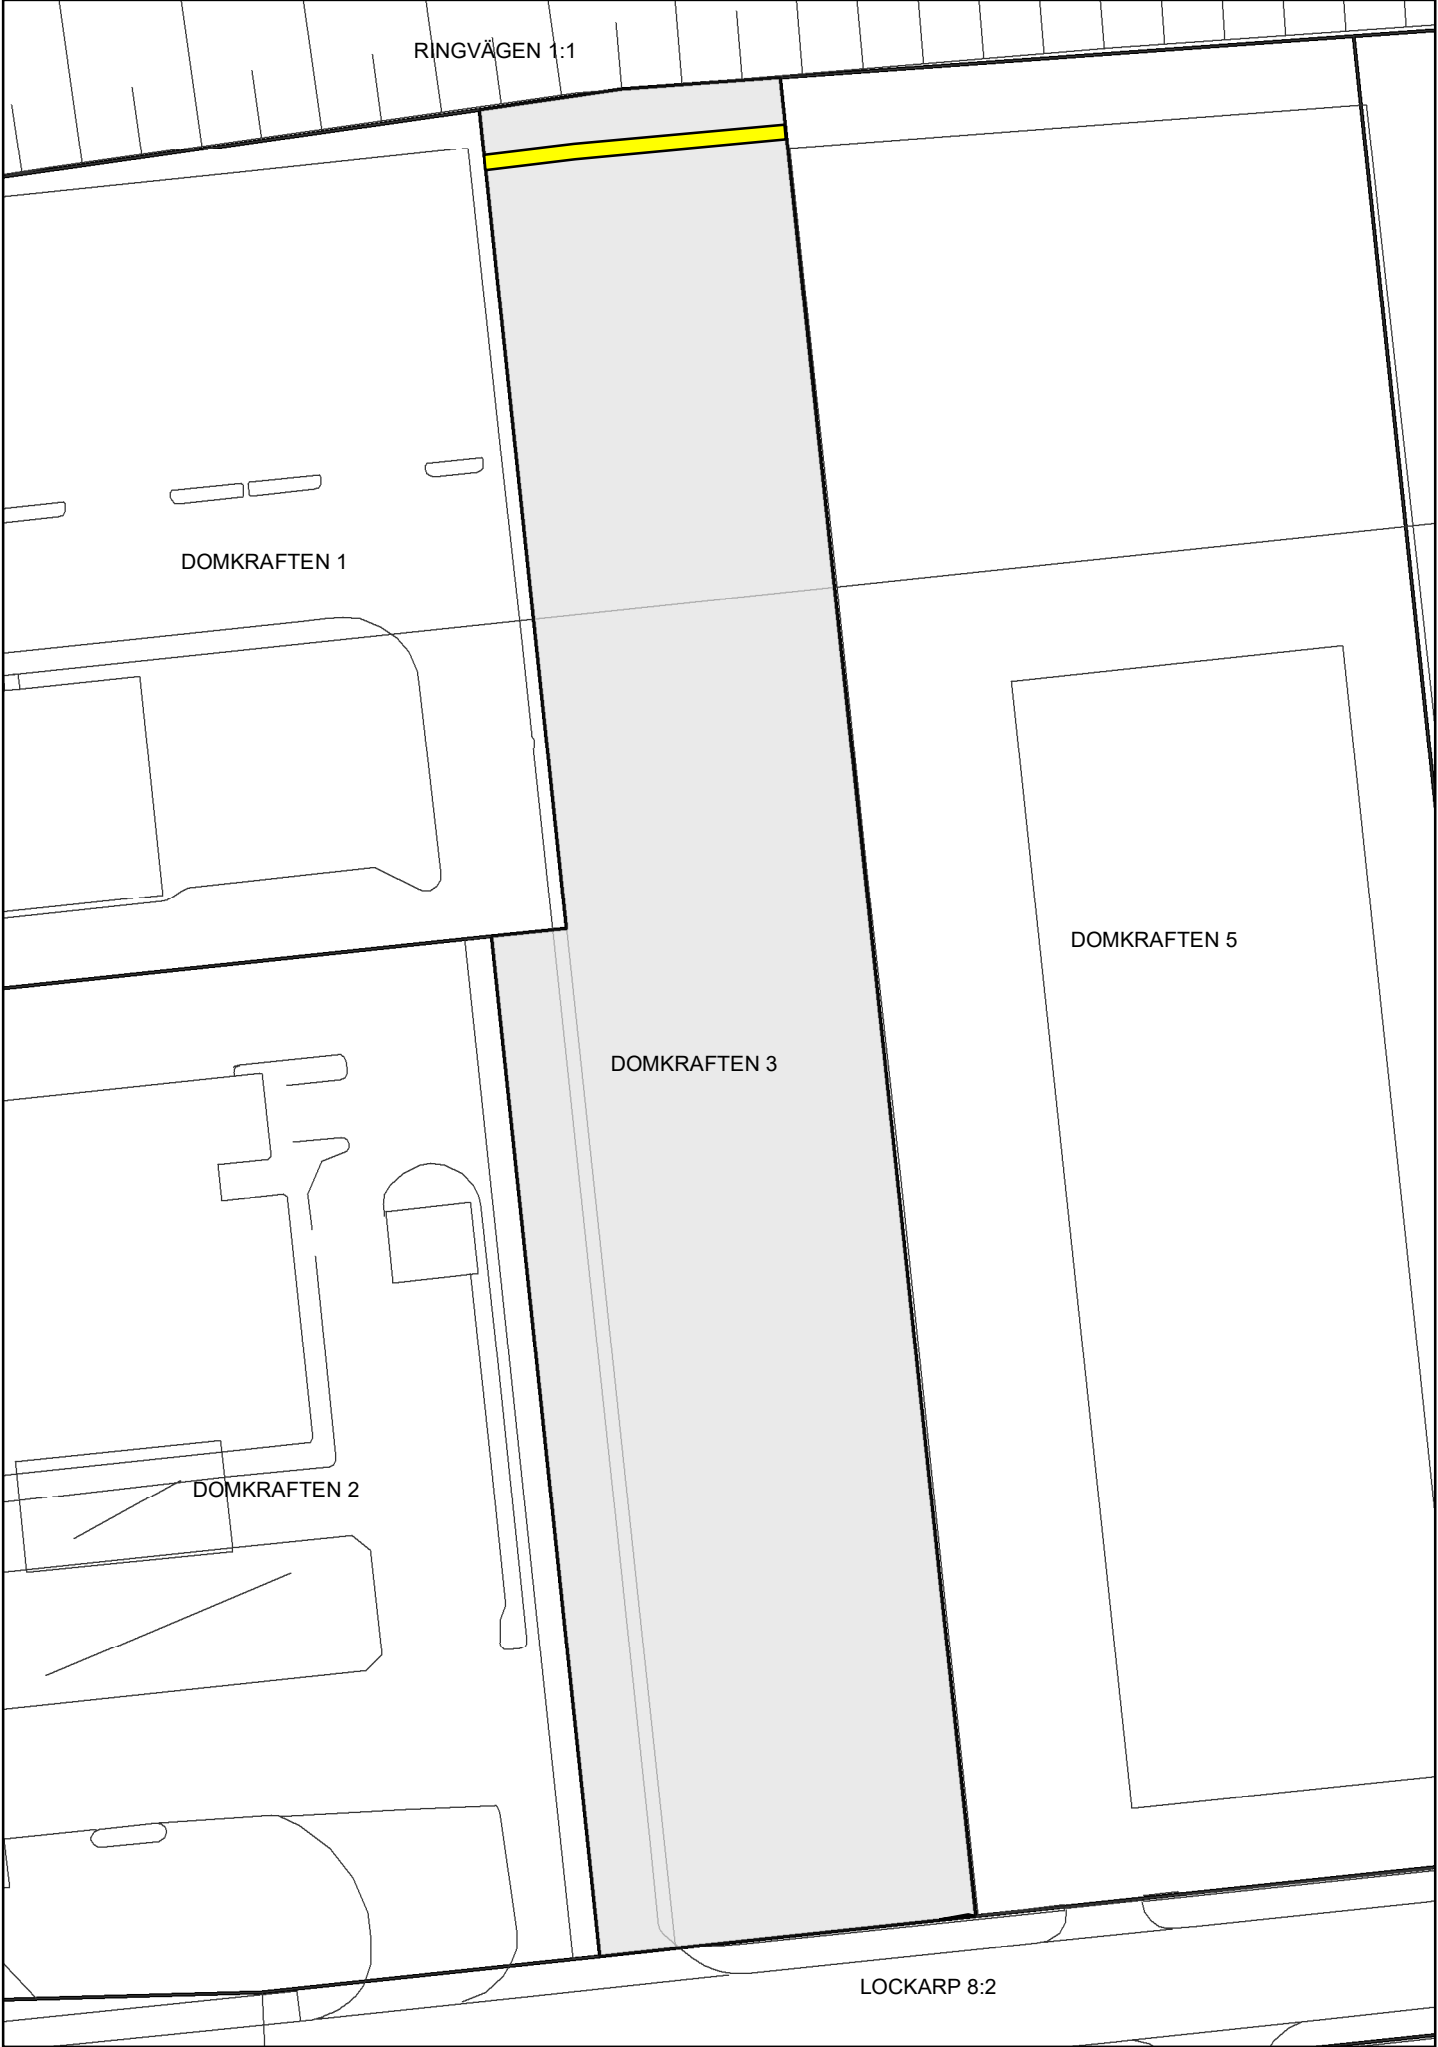 RINGVÄGEN 1:1
DOMKRAFTEN 1
DOMKRAFTEN 5
DOMKRAFTEN 3
DOMKRAFTEN 2
LOCKARP 8:2